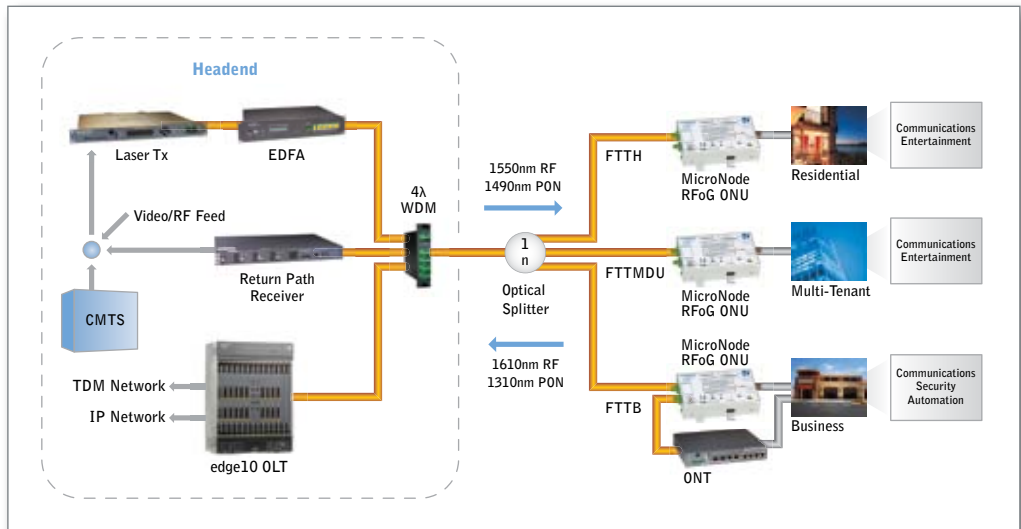 Headend
Laser Tx
EDFA
Video/RF Feed
4λ
WDM
Return Path
Receiver
CMTS
TDM Network
IP Network
edge10 OLT
1550nm RF
1490nm PON
1
n
Optical
Splitter
1610nm RF
1310nm PON
FTTH
MicroNode
RFoG ONU
Residential
Communications
Entertainment
FTTMDU
MicroNode
RFoG ONU
Multi-Tenant
Communications
Entertainment
MicroNode
RFoG ONU
FTTB
Business
Communications
Security
Automation
ONT